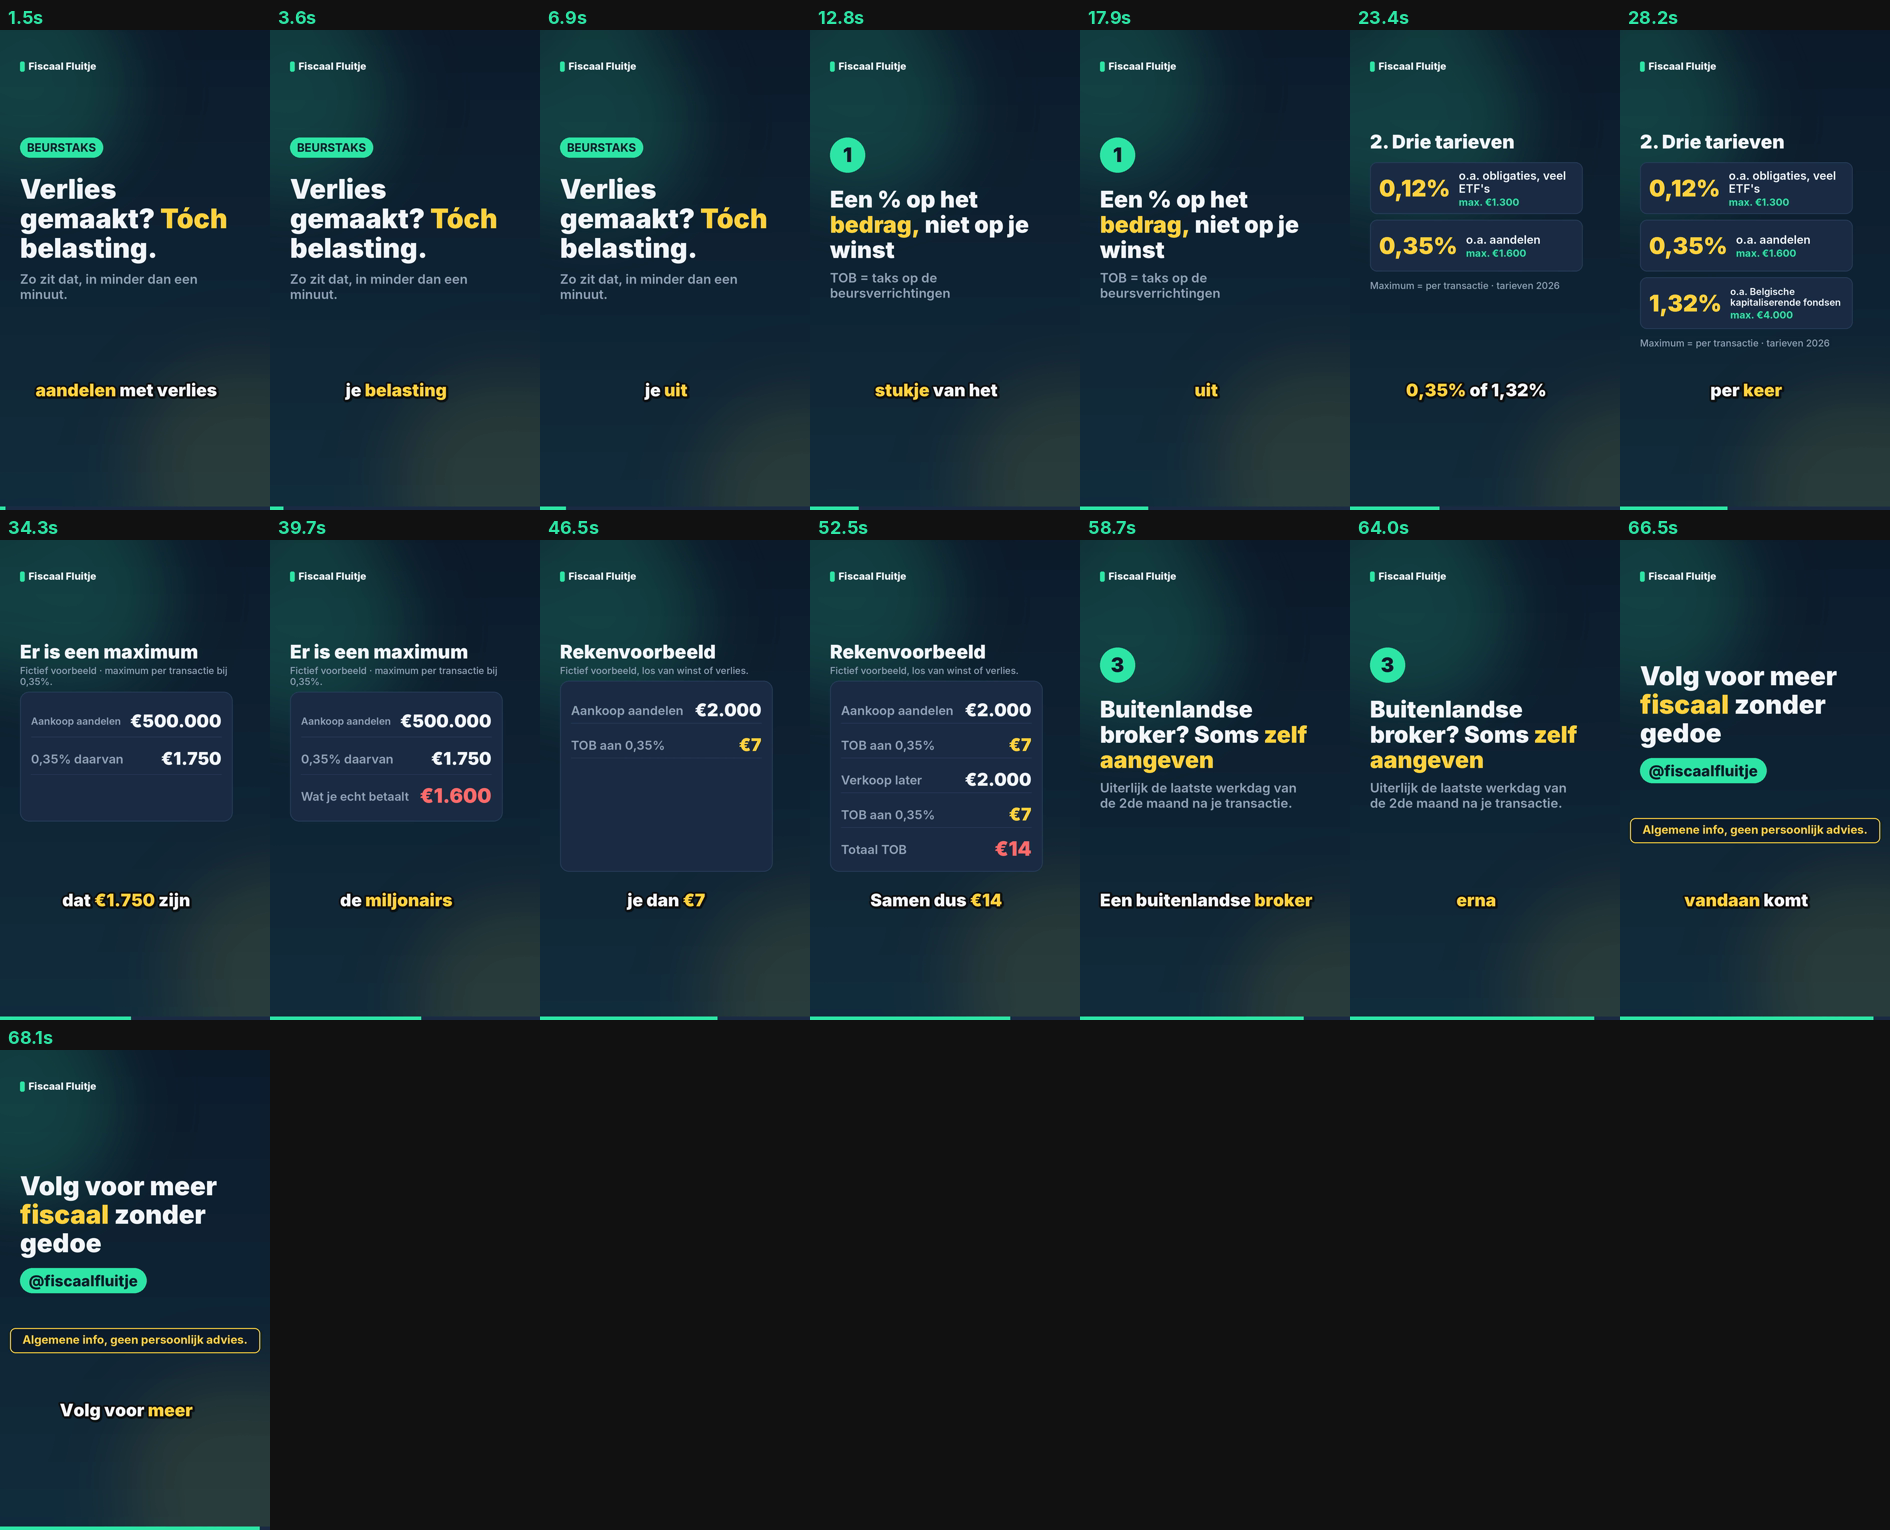 1.5s
Fiscaal Fluitje
BEURSTAKS
Verlies
gemaakt? Tóch
belasting.
Zo zit dat, in minder dan een
minuut.
aandelen met verlies
3.6s
Fiscaal Fluitje
BEURSTAKS
Verlies
gemaakt? Tóch
belasting.
Zo zit dat, in minder dan een
minuut.
je belasting
6.9s
Fiscaal Fluitje
BEURSTAKS
Verlies
gemaakt? Tóch
belasting.
Zo zit dat, in minder dan een
minuut.
je uit
12.8s
Fiscaal Fluitje
1
Een % op het
bedrag, niet op je
winst
TOB = taks op de
beursverrichtingen
stukje van het
17.9s
Fiscaal Fluitje
1
Een % op het
bedrag, niet op je
winst
TOB = taks op de
beursverrichtingen
uit
23.4s
Fiscaal Fluitje
2. Drie tarieven
0,12%
o.a. obligaties, veel
ETF's
max. €1.300
0,35%
o.a. aandelen
max. €1.600
Maximum = per transactie · tarieven 2026
0,35% of 1,32%
28.2s
Fiscaal Fluitje
2. Drie tarieven
0,12%
o.a. obligaties, veel
ETF's
max. €1.300
0,35%
o.a. aandelen
max. €1.600
1,32%
o.a. Belgische
kapitaliserende fondsen
max. €4.000
Maximum = per transactie · tarieven 2026
per keer
34.3s
Fiscaal Fluitje
Er is een maximum
Fictief voorbeeld · maximum per transactie bij
0,35%.
Aankoop aandelen €500.000
0,35% daarvan €1.750
dat €1.750 zijn
39.7s
Fiscaal Fluitje
Er is een maximum
Fictief voorbeeld · maximum per transactie bij
0,35%.
Aankoop aandelen €500.000
0,35% daarvan €1.750
Wat je echt betaalt €1.600
de miljonairs
46.5s
Fiscaal Fluitje
Rekenvoorbeeld
Fictief voorbeeld, los van winst of verlies.
Aankoop aandelen €2.000
TOB aan 0,35% €7
je dan €7
52.5s
Fiscaal Fluitje
Rekenvoorbeeld
Fictief voorbeeld, los van winst of verlies.
Aankoop aandelen €2.000
TOB aan 0,35% €7
Verkoop later €2.000
TOB aan 0,35% €7
Totaal TOB €14
Samen dus €14
58.7s
Fiscaal Fluitje
3
Buitenlandse
broker? Soms zelf
aangeven
Uiterlijk de laatste werkdag van
de 2de maand na je transactie.
Een buitenlandse broker
64.0s
Fiscaal Fluitje
3
Buitenlandse
broker? Soms zelf
aangeven
Uiterlijk de laatste werkdag van
de 2de maand na je transactie.
erna
66.5s
Fiscaal Fluitje
Volg voor meer
fiscaal zonder
gedoe
@fiscaalfluitje
Algemene info, geen persoonlijk advies.
vandaan komt
68.1s
Fiscaal Fluitje
Volg voor meer
fiscaal zonder
gedoe
@fiscaalfluitje
Algemene info, geen persoonlijk advies.
Volg voor meer